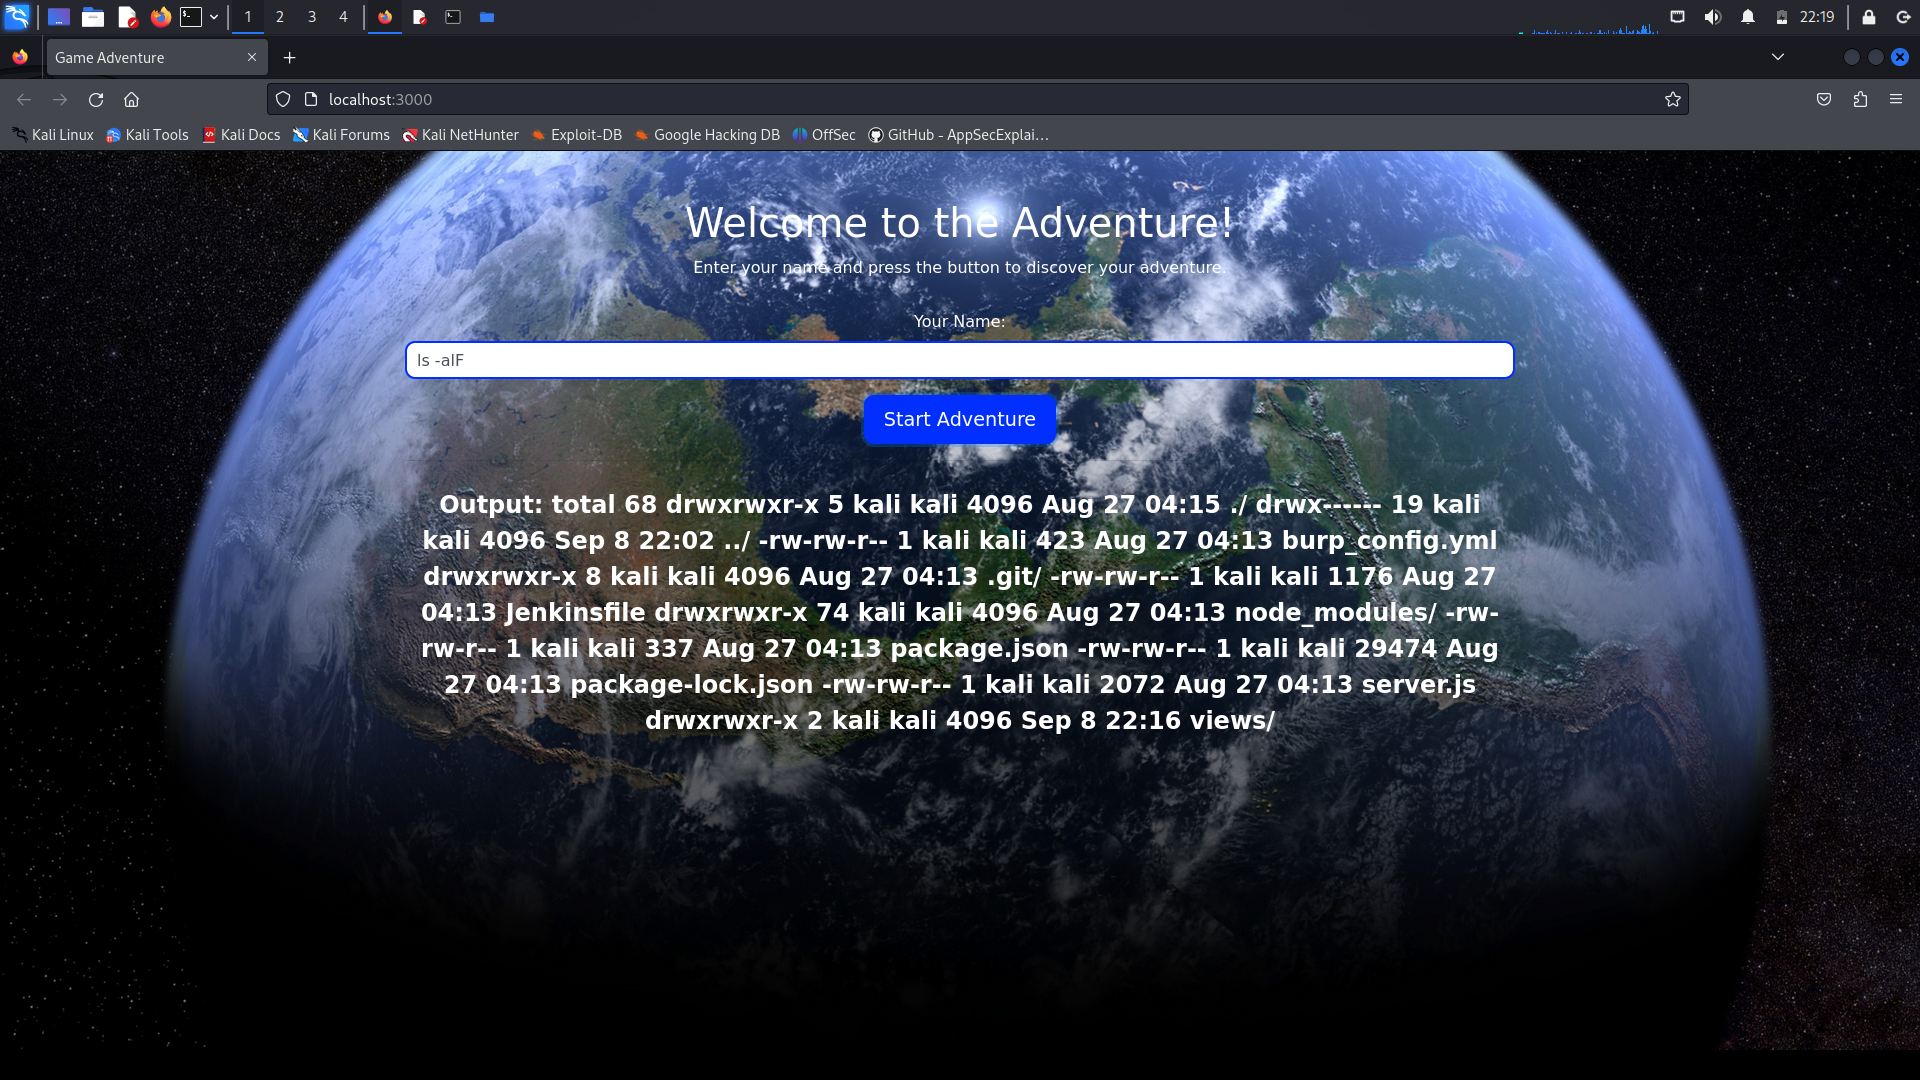 1 2 3 4 22:19
Game Adventure
localhost:3000
Kali Linux Kali Tools Kali Docs Kali Forums Kali NetHunter Exploit-DB Google Hacking DB OffSec GitHub - AppSecExplai…
Welcome to the Adventure!
Enter your name and press the button to discover your adventure.
Your Name:
ls -alF
Start Adventure
Output: total 68 drwxrwxr-x 5 kali kali 4096 Aug 27 04:15 ./ drwx------ 19 kali
kali 4096 Sep 8 22:02 ../ -rw-rw-r-- 1 kali kali 423 Aug 27 04:13 burp_config.yml
drwxrwxr-x 8 kali kali 4096 Aug 27 04:13 .git/ -rw-rw-r-- 1 kali kali 1176 Aug 27
04:13 Jenkinsfile drwxrwxr-x 74 kali kali 4096 Aug 27 04:13 node_modules/ -rw-
rw-r-- 1 kali kali 337 Aug 27 04:13 package.json -rw-rw-r-- 1 kali kali 29474 Aug
27 04:13 package-lock.json -rw-rw-r-- 1 kali kali 2072 Aug 27 04:13 server.js
drwxrwxr-x 2 kali kali 4096 Sep 8 22:16 views/